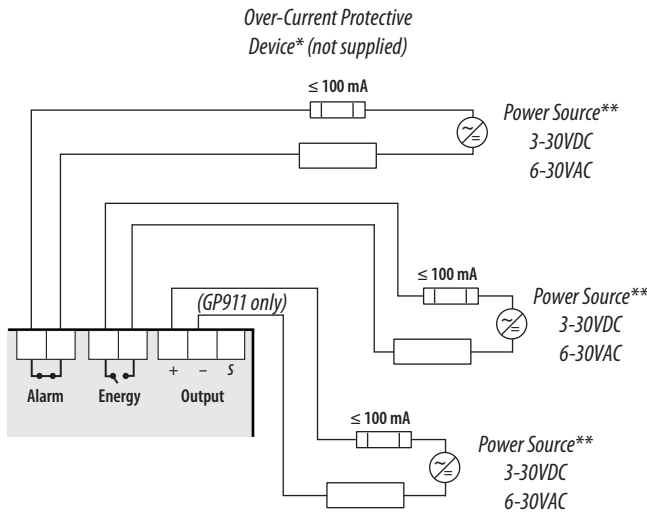 Over-Current Protective
Device* (not supplied)
≤ 100 mA
Power Source**
3-30VDC
6-30VAC
≤ 100 mA
Power Source**
3-30VDC
6-30VAC
(GP911 only)
+ – S
Alarm Energy Output
≤ 100 mA
Power Source**
3-30VDC
6-30VAC